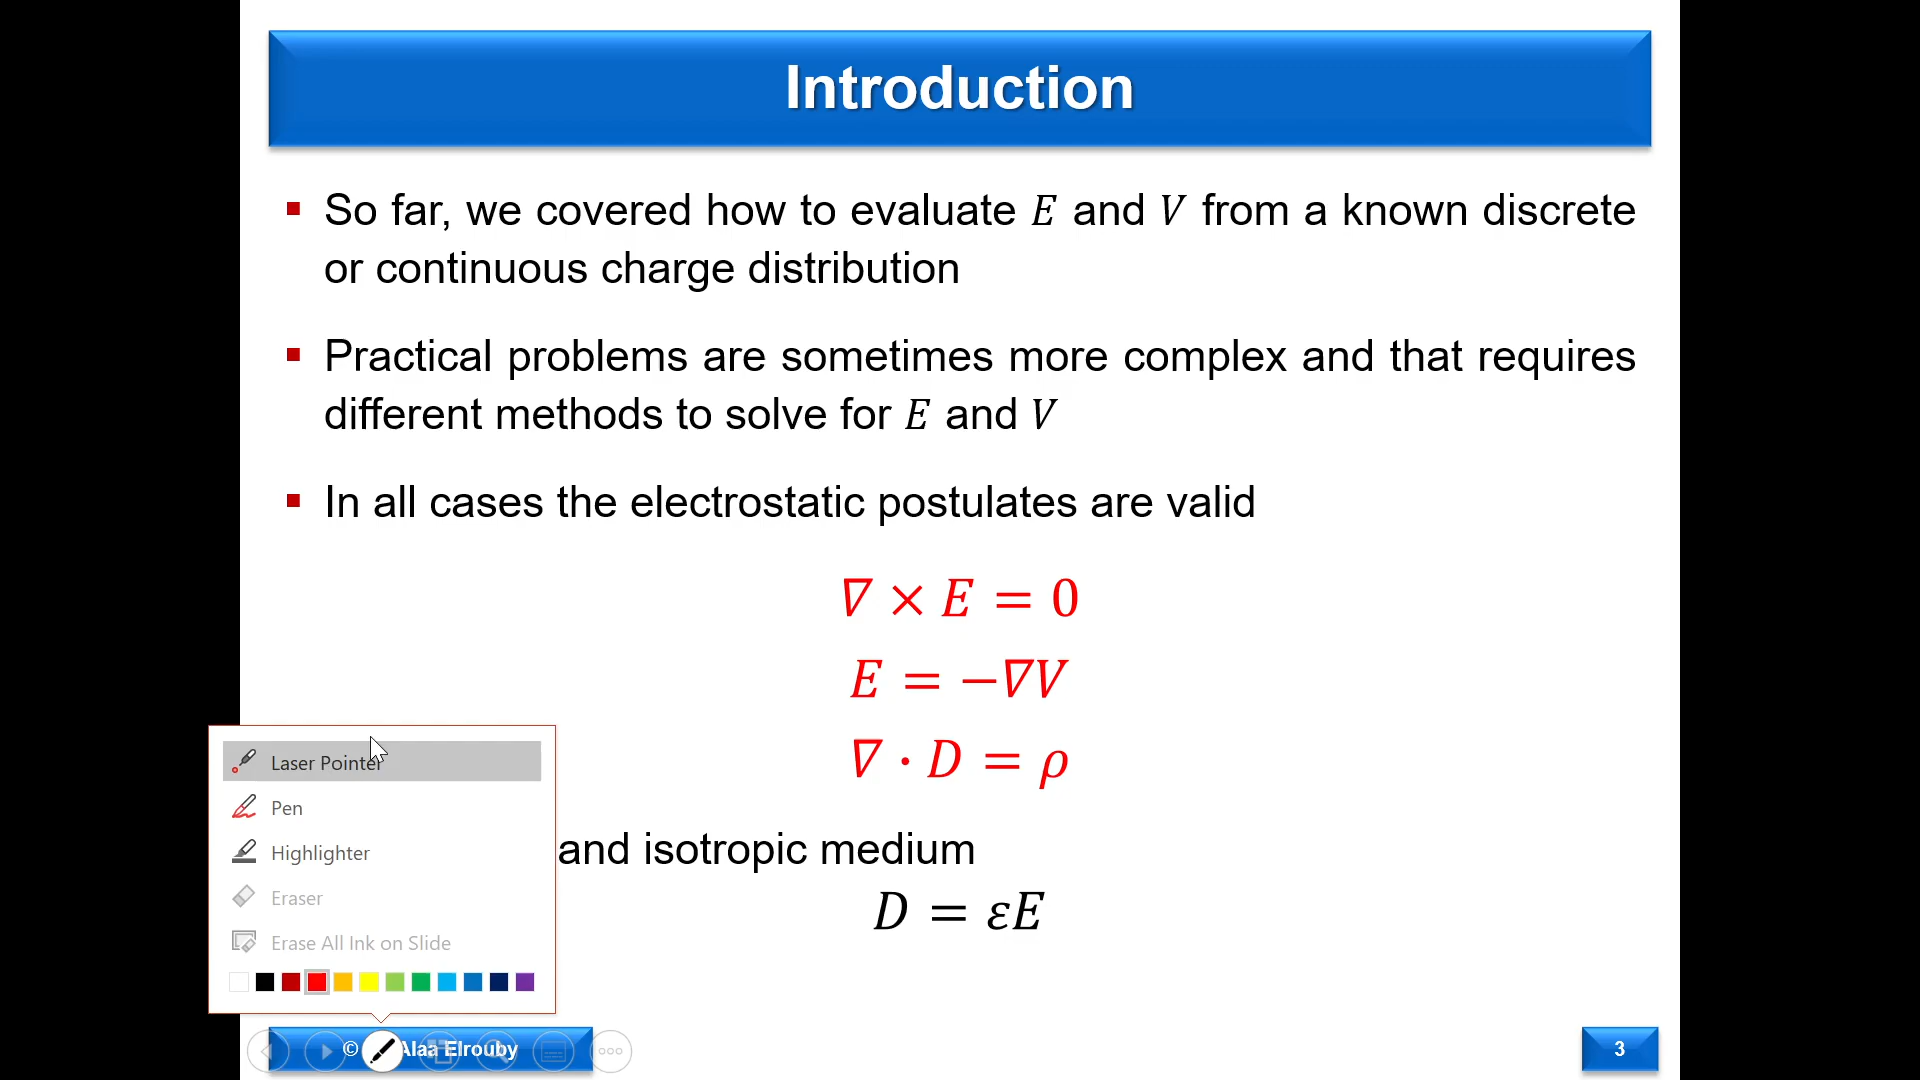 Introduction
So far, we covered how to evaluate E and V from a known discrete
or continuous charge distribution
Practical problems are sometimes more complex and that requires
different methods to solve for E and V
In all cases the electrostatic postulates are valid
∇ × E = 0
E = −∇V
∇ · D = ρ
and isotropic medium
D = εE
Laser Pointer
Pen
Highlighter
Eraser
Erase All Ink on Slide
© Alaa Elrouby
3